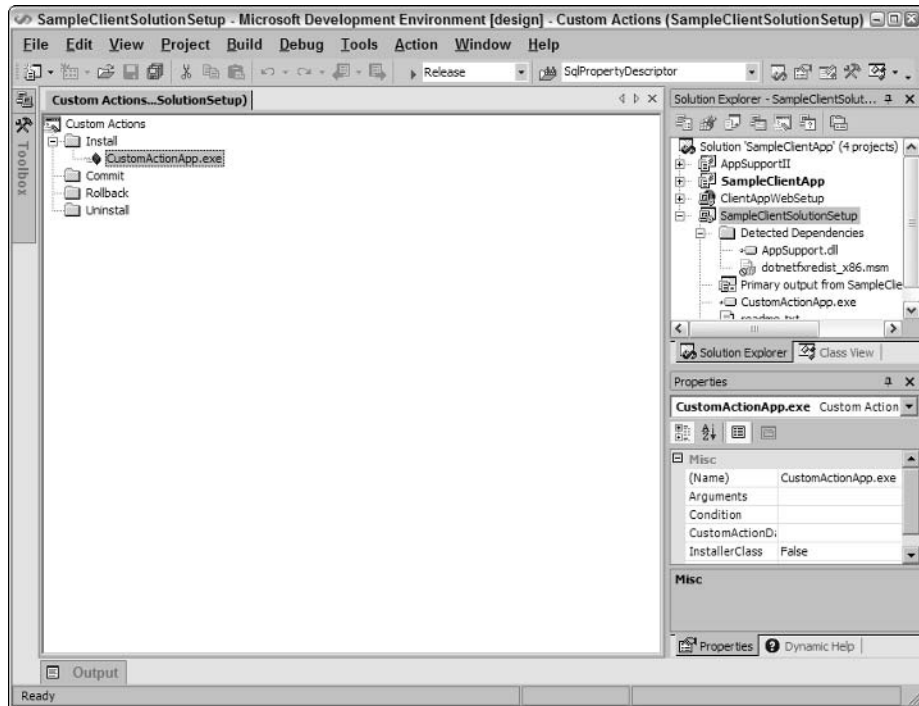 SampleClientSolutionSetup - Microsoft Development Environment [design] - Custom Actions (SampleClientSolutionSetup)
File Edit View Project Build Debug Tools Action Window Help
Release SqlPropertyDescriptor
Custom Actions...SolutionSetup)
Toolbox
Custom Actions
Install
CustomActionApp.exe
Commit
Rollback
Uninstall
Solution Explorer - SampleClientSolut...
Solution 'SampleClientApp' (4 projects)
AppSupportII
SampleClientApp
ClientAppWebSetup
SampleClientSolutionSetup
Detected Dependencies
AppSupport.dll
dotnetfxredist_x86.msm
Primary output from SampleClie
CustomActionApp.exe
readme.txt
Solution Explorer Class View
Properties
CustomActionApp.exe Custom Action
Misc
(Name) CustomActionApp.exe
Arguments
Condition
CustomActionDa
InstallerClass False
Misc
Properties Dynamic Help
Output
Ready